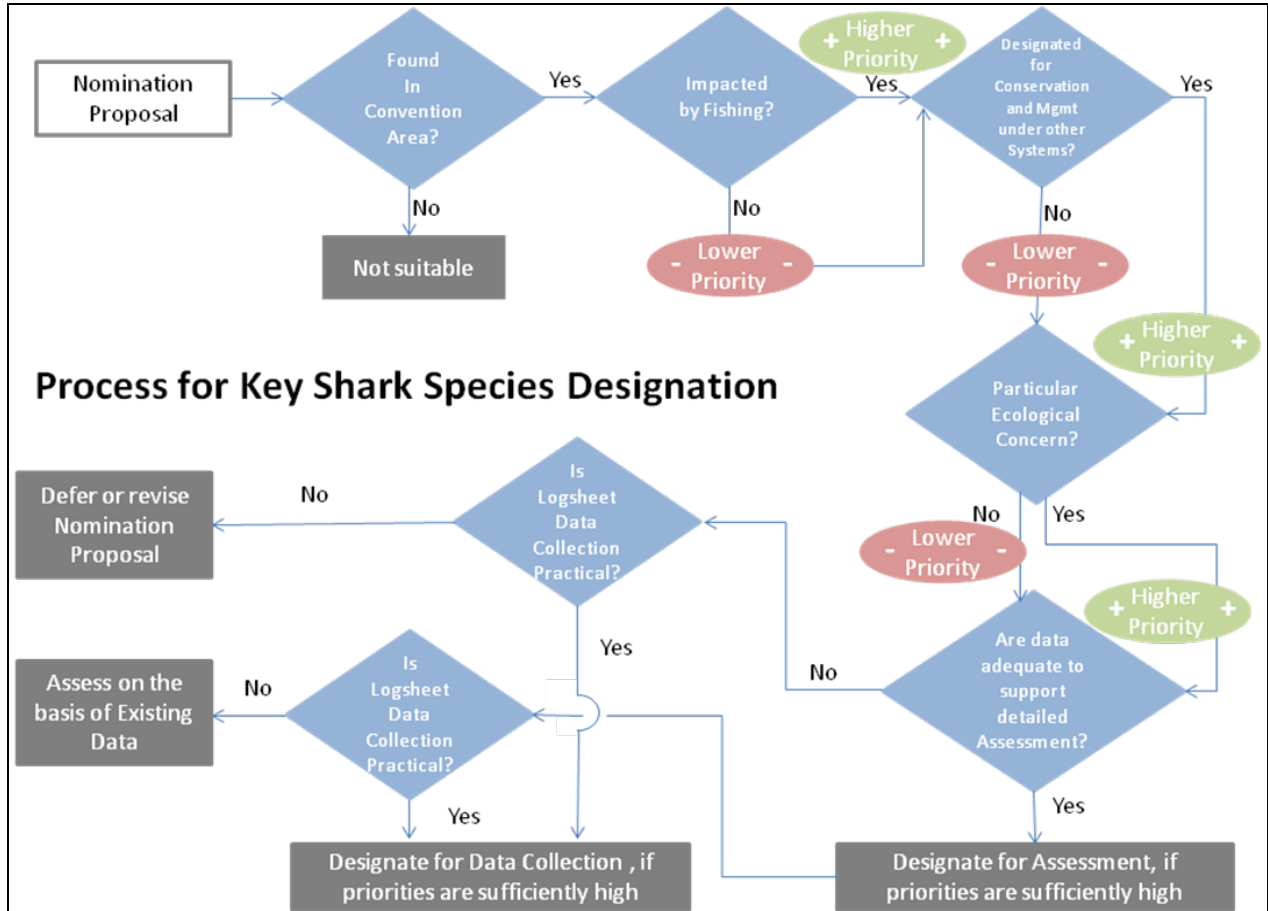 Nomination
Proposal
Found
In
Convention
Area?
Yes
No
Not suitable
Impacted
by Fishing?
+ Higher +
Priority
Yes
No
- Lower -
Priority
Designated
for
Conservation
and Mgmt
under other
Systems?
Yes
No
- Lower -
Priority
+ Higher +
Priority
Process for Key Shark Species Designation
Particular
Ecological
Concern?
No
Yes
- Lower -
Priority
+ Higher +
Priority
Are data
adequate to
support
detailed
Assessment?
No
Yes
Is
Logsheet
Data
Collection
Practical?
No
Yes
Defer or revise
Nomination
Proposal
Is
Logsheet
Data
Collection
Practical?
No
Yes
Assess on the
basis of Existing
Data
Designate for Data Collection , if
priorities are sufficiently high
Designate for Assessment, if
priorities are sufficiently high